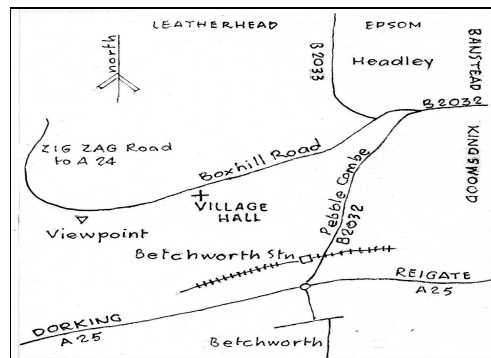 LEATHERHEAD
EPSOM
BANSTEAD
north
B2033
Headley
B2032
ZIG ZAG Road
to A24
Boxhill Road
KINGSWOOD
VILLAGE
HALL
Pebble Combe
B2032
Viewpoint
Betchworth Stn
REIGATE
A25
DORKING
A25
Betchworth